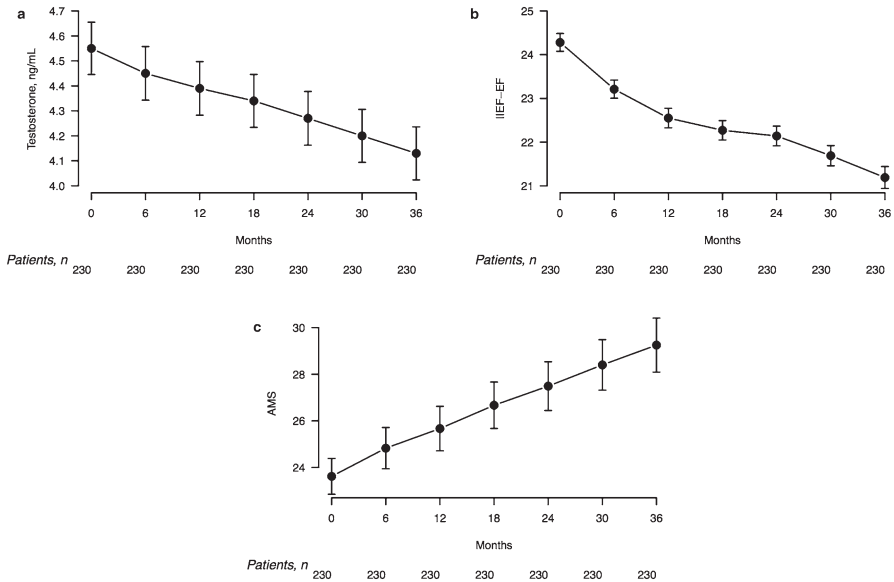 a
Testosterone, ng/mL
4.7
4.6
4.5
4.4
4.3
4.2
4.1
4.0
0 6 12 18 24 30 36
Months
Patients, n 230 230 230 230 230 230 230
b
IIEF−EF
25
24
23
22
21
0 6 12 18 24 30 36
Months
Patients, n 230 230 230 230 230 230 230
c
AMS
30
28
26
24
0 6 12 18 24 30 36
Months
Patients, n 230 230 230 230 230 230 230